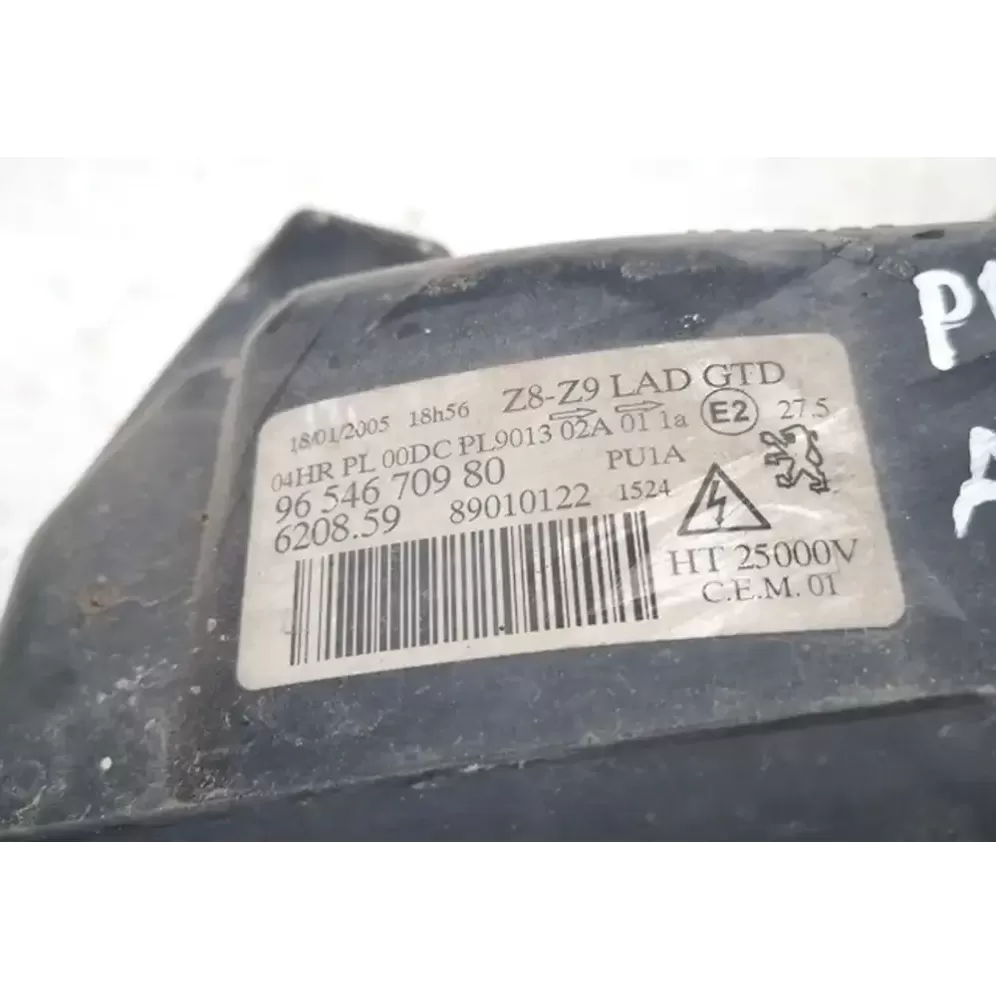 18/01/2005 18h56 Z8-Z9 LAD GTD
04HR PL 00DC PL9013 02A 01 1a E2 27.5
96 546 709 80 PU1A
6208.59 89010122 1524
HT 25000V
C.E.M. 01